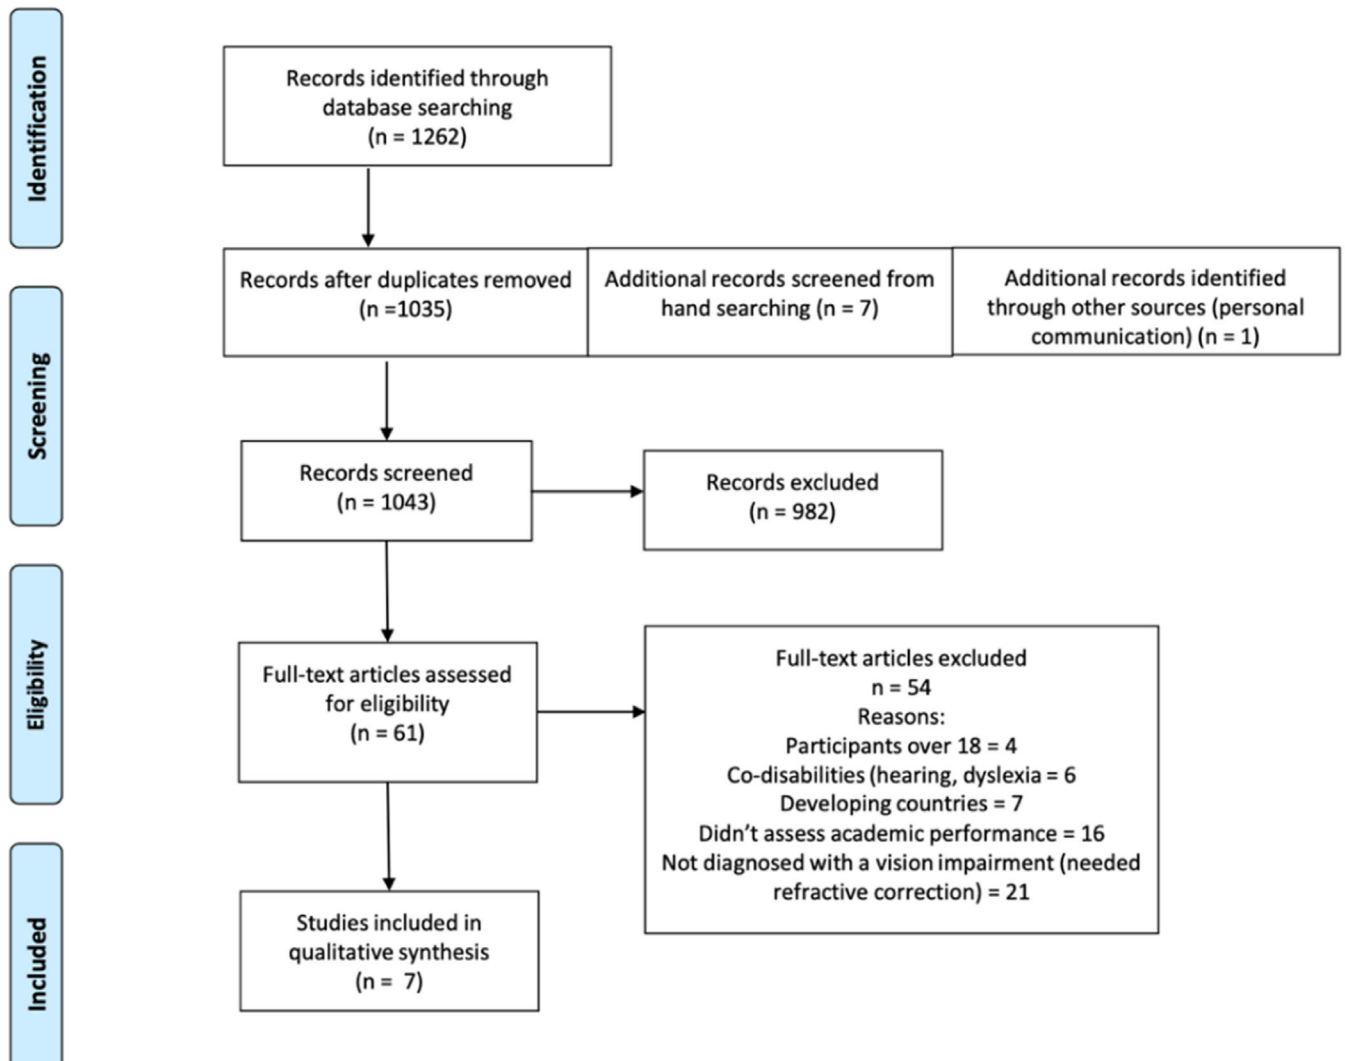 Identification
Records identified through
database searching
(n = 1262)
Records after duplicates removed
(n =1035)
Additional records screened from
hand searching (n = 7)
Additional records identified
through other sources (personal
communication) (n = 1)
Screening
Records screened
(n = 1043)
Records excluded
(n = 982)
Eligibility
Full-text articles assessed
for eligibility
(n = 61)
Full-text articles excluded
n = 54
Reasons:
Participants over 18 = 4
Co-disabilities (hearing, dyslexia = 6
Developing countries = 7
Didn’t assess academic performance = 16
Not diagnosed with a vision impairment (needed
refractive correction) = 21
Included
Studies included in
qualitative synthesis
(n =  7)